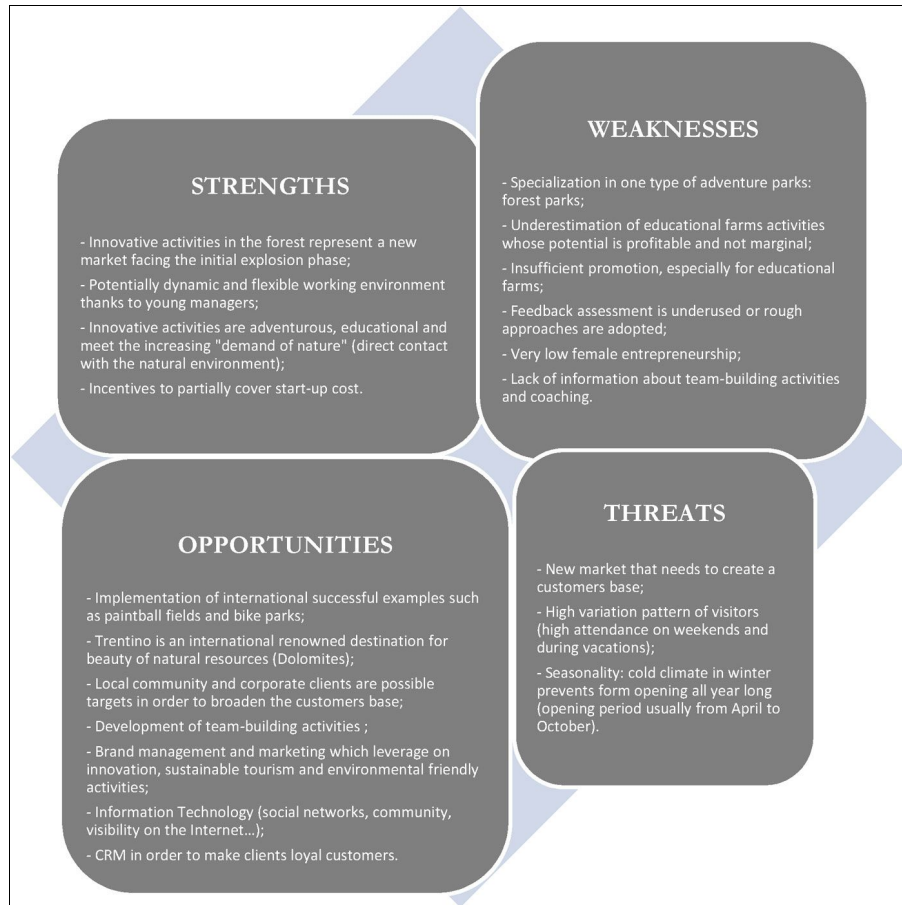 STRENGTHS
- Innovative activities in the forest represent a new
market facing the initial explosion phase;
- Potentially dynamic and flexible working environment
thanks to young managers;
- Innovative activities are adventurous, educational and
meet the increasing "demand of nature" (direct contact
with the natural environment);
- Incentives to partially cover start-up cost.
WEAKNESSES
- Specialization in one type of adventure parks:
forest parks;
- Underestimation of educational farms activities
whose potential is profitable and not marginal;
- Insufficient promotion, especially for educational
farms;
- Feedback assessment is underused or rough
approaches are adopted;
- Very low female entrepreneurship;
- Lack of information about team-building activities
and coaching.
OPPORTUNITIES
- Implementation of international successful examples such
as paintball fields and bike parks;
- Trentino is an international renowned destination for
beauty of natural resources (Dolomites);
- Local community and corporate clients are possible
targets in order to broaden the customers base;
- Development of team-building activities ;
- Brand management and marketing which leverage on
innovation, sustainable tourism and environmental friendly
activities;
- Information Technology (social networks, community,
visibility on the Internet…);
- CRM in order to make clients loyal customers.
THREATS
- New market that needs to create a
customers base;
- High variation pattern of visitors
(high attendance on weekends and
during vacations);
- Seasonality: cold climate in winter
prevents form opening all year long
(opening period usually from April to
October).